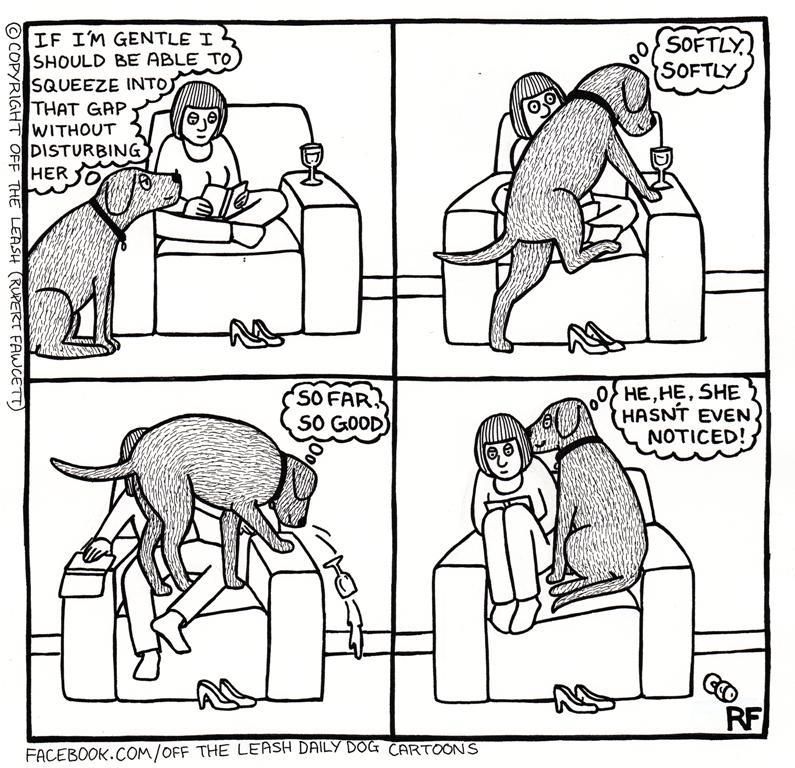 © COPYRIGHT OFF THE LEASH (RUPERT FAWCETT)
IF I'M GENTLE I
SHOULD BE ABLE TO
SQUEEZE INTO
THAT GAP
WITHOUT
DISTURBING
HER
SOFTLY,
SOFTLY
SO FAR,
SO GOOD
HE, HE, SHE
HASN'T EVEN
NOTICED!
RF
FACEBOOK.COM/OFF THE LEASH DAILY DOG CARTOONS